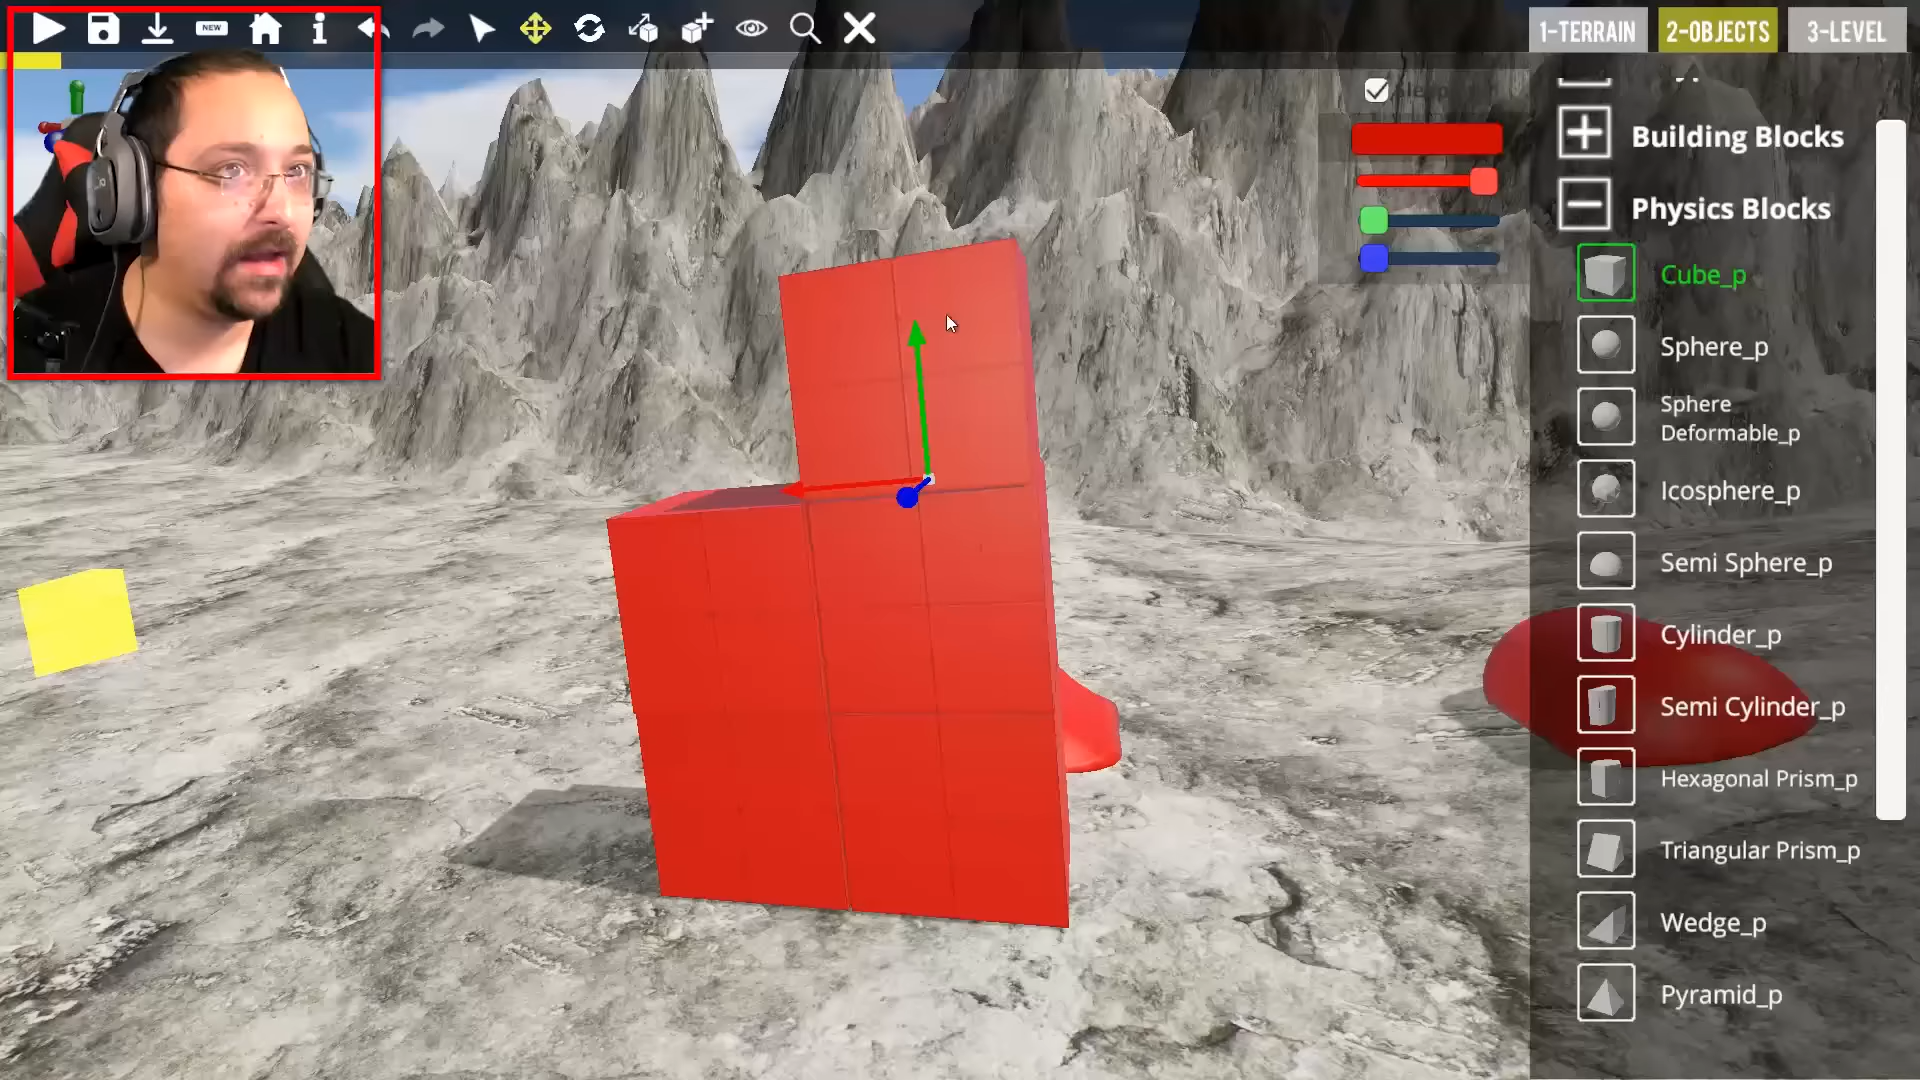 NEW
1-TERRAIN
2-OBJECTS
3-LEVEL
Building Blocks
Physics Blocks
Cube_p
Sphere_p
Sphere
Deformable_p
Icosphere_p
Semi Sphere_p
Cylinder_p
Semi Cylinder_p
Hexagonal Prism_p
Triangular Prism_p
Wedge_p
Pyramid_p